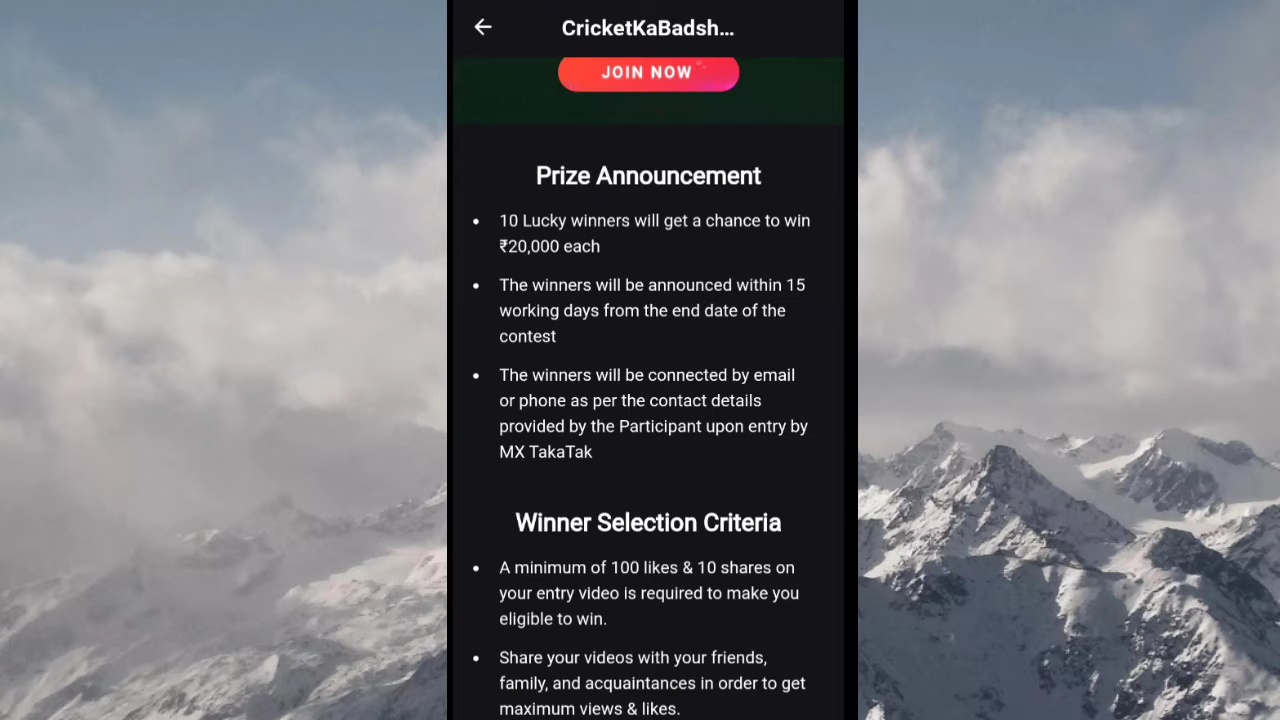 CricketKaBadsh...
JOIN NOW
Prize Announcement
• 10 Lucky winners will get a chance to win
₹20,000 each
• The winners will be announced within 15
working days from the end date of the
contest
• The winners will be connected by email
or phone as per the contact details
provided by the Participant upon entry by
MX TakaTak
Winner Selection Criteria
• A minimum of 100 likes & 10 shares on
your entry video is required to make you
eligible to win.
• Share your videos with your friends,
family, and acquaintances in order to get
maximum views & likes.